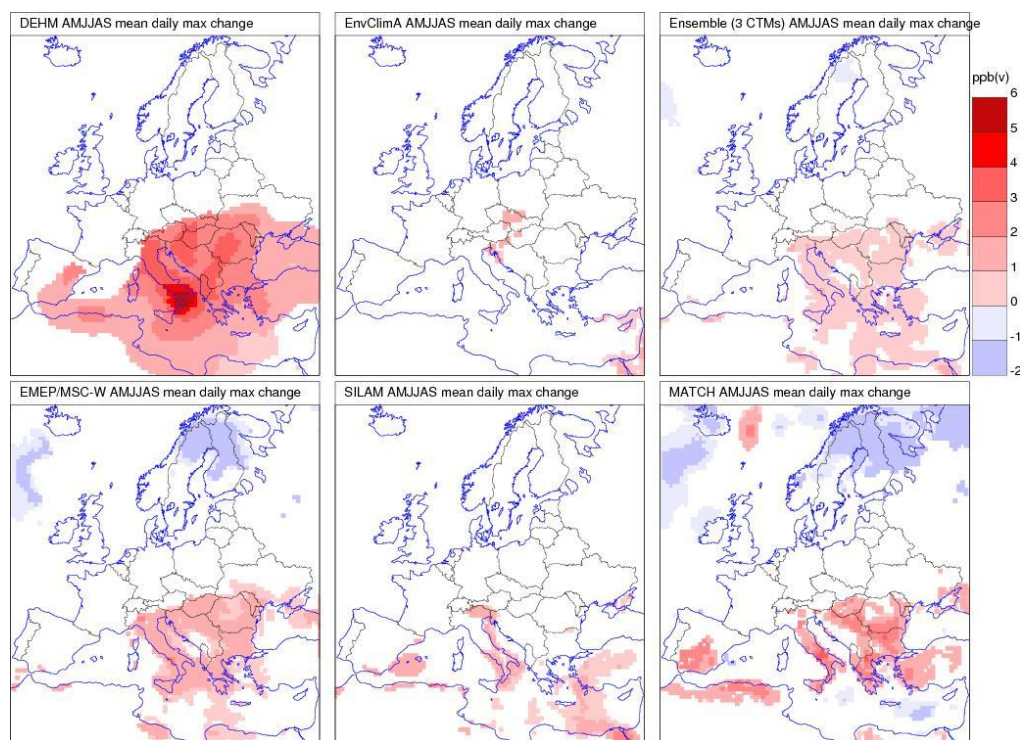 DEHM AMJJAS mean daily max change
EnvClimA AMJJAS mean daily max change
Ensemble (3 CTMs) AMJJAS mean daily max change
ppb(v)
6
5
4
3
2
1
0
-1
-2
EMEP/MSC-W AMJJAS mean daily max change
SILAM AMJJAS mean daily max change
MATCH AMJJAS mean daily max change